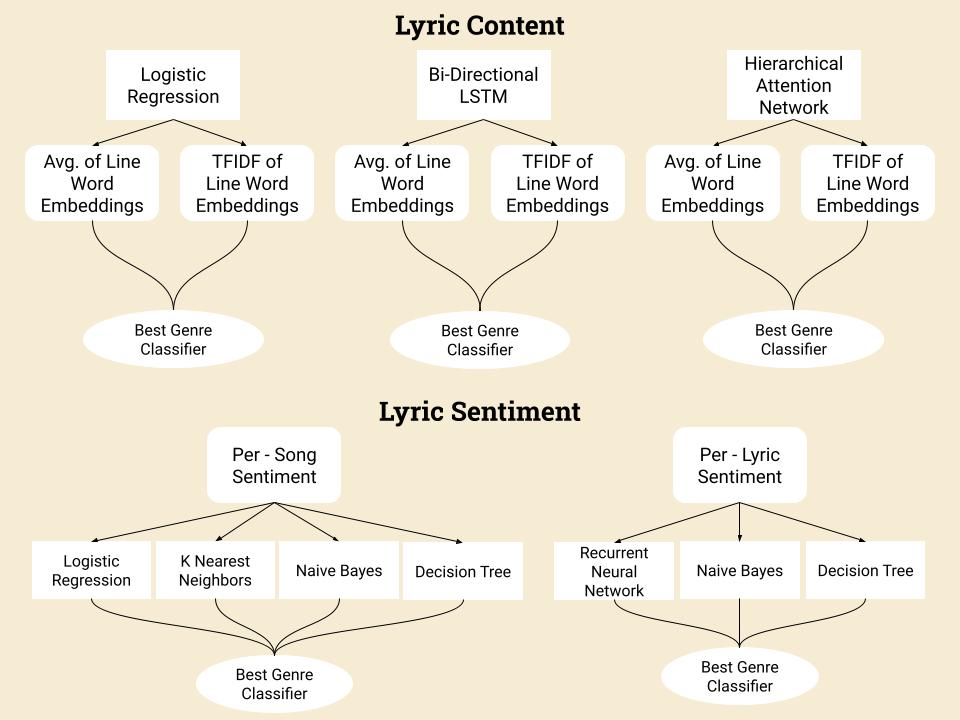 Lyric Content
Logistic
Regression
Bi-Directional
LSTM
Hierarchical
Attention
Network
Avg. of Line
Word
Embeddings
TFIDF of
Line Word
Embeddings
Avg. of Line
Word
Embeddings
TFIDF of
Line Word
Embeddings
Avg. of Line
Word
Embeddings
TFIDF of
Line Word
Embeddings
Best Genre
Classifier
Best Genre
Classifier
Best Genre
Classifier
Lyric Sentiment
Per - Song
Sentiment
Per - Lyric
Sentiment
Logistic
Regression
K Nearest
Neighbors
Naive Bayes
Decision Tree
Recurrent
Neural
Network
Naive Bayes
Decision Tree
Best Genre
Classifier
Best Genre
Classifier